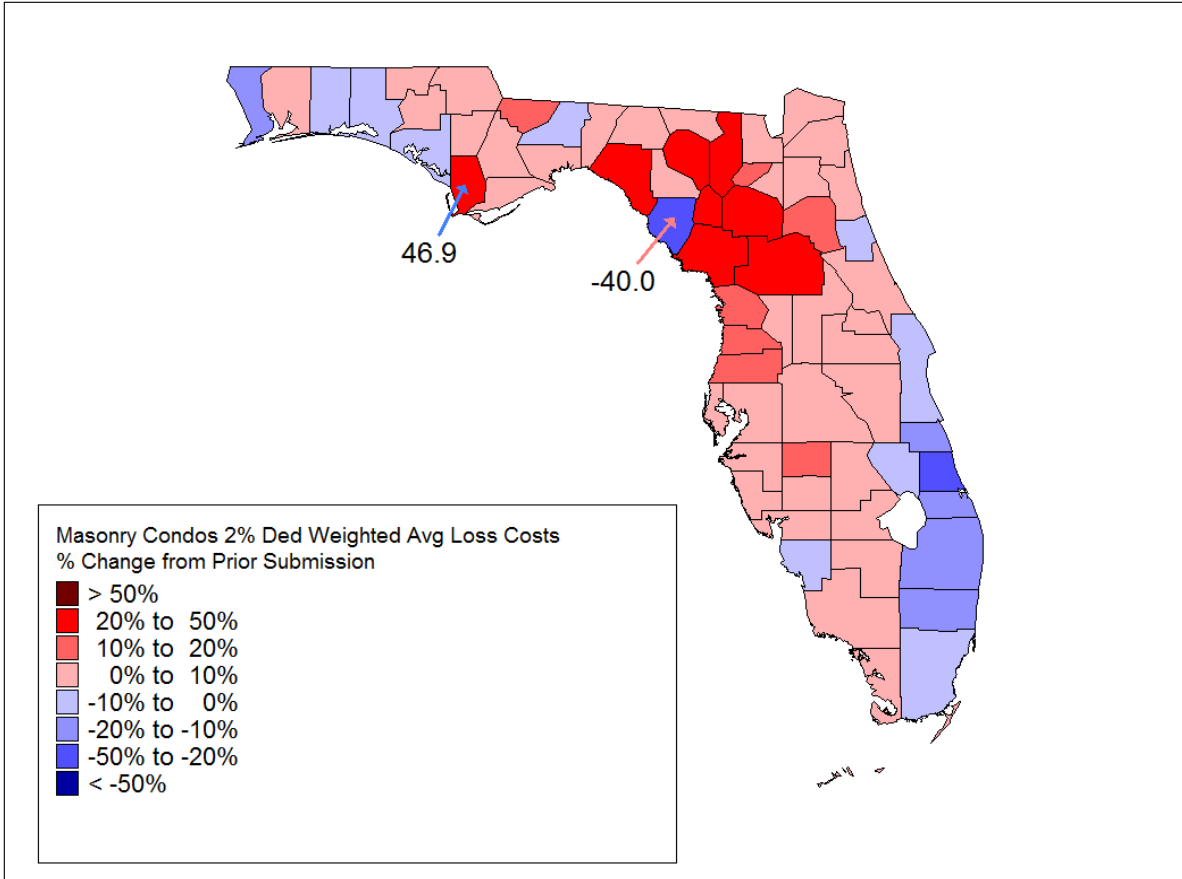 46.9
-40.0
Masonry Condos 2% Ded Weighted Avg Loss Costs
% Change from Prior Submission
> 50%
20% to 50%
10% to 20%
0% to 10%
-10% to 0%
-20% to -10%
-50% to -20%
< -50%